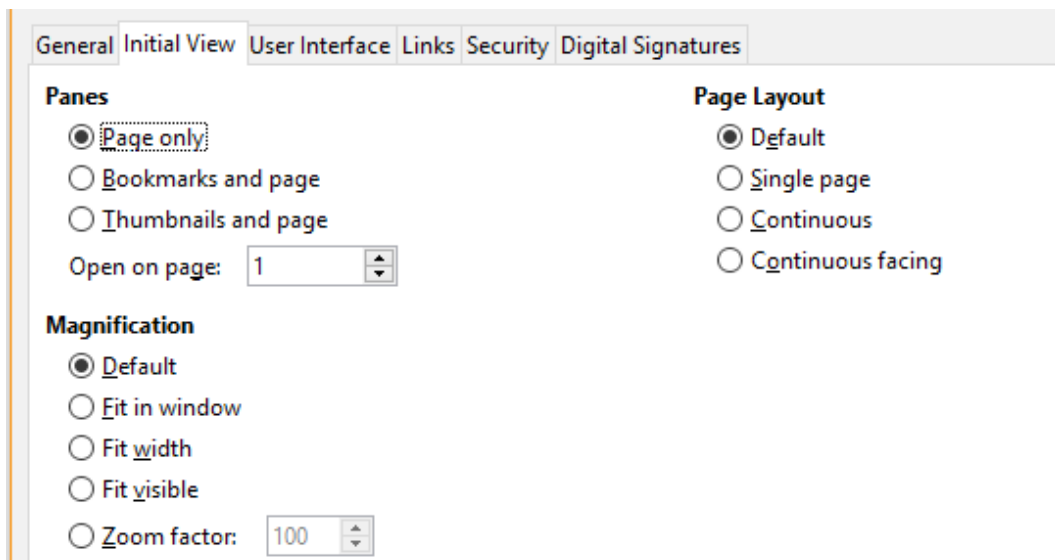 General Initial View User Interface Links Security Digital Signatures
Panes
Page only
Bookmarks and page
Thumbnails and page
Open on page: 1
Magnification
Default
Fit in window
Fit width
Fit visible
Zoom factor: 100
Page Layout
Default
Single page
Continuous
Continuous facing